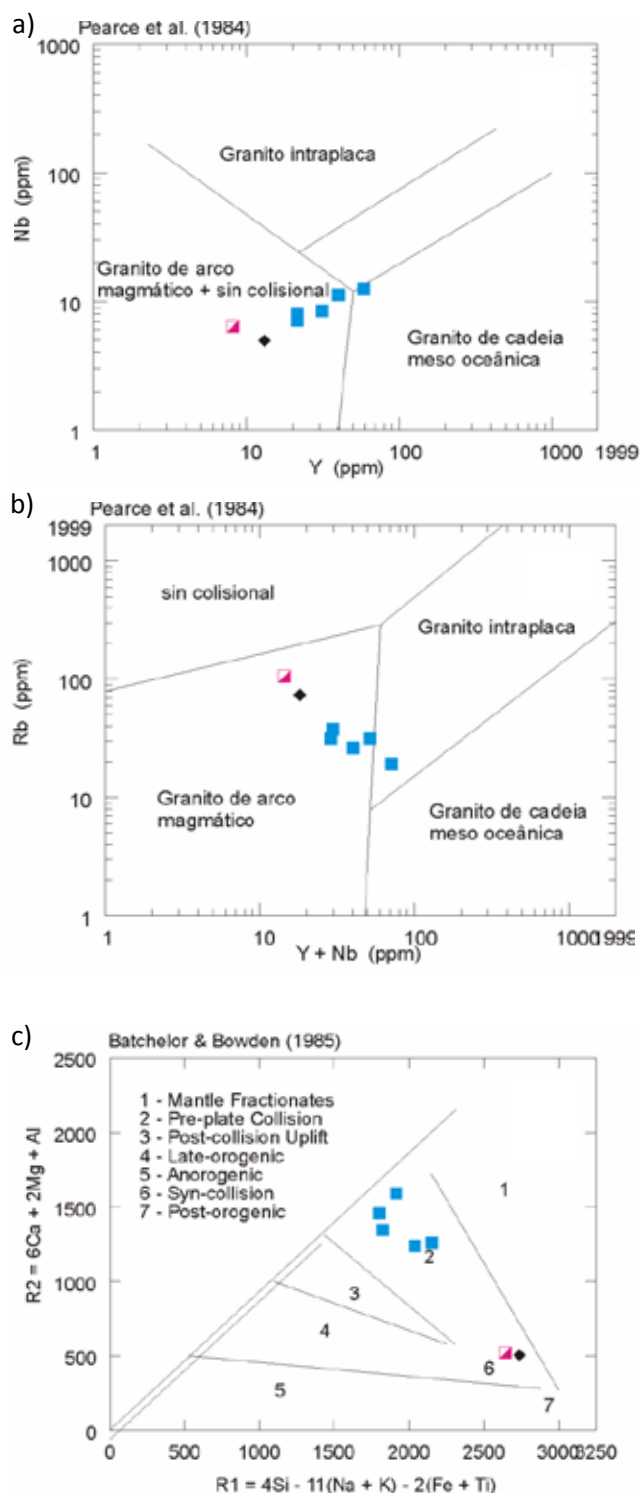 a)
Pearce et al. (1984)
1000
100
10
1
Nb (ppm)
Granito intraplaca
Granito de arco
magmático + sin colisional
Granito de cadeia
meso oceânica
1 10 100 1000 1999
Y (ppm)
b)
Pearce et al. (1984)
1999
1000
100
10
1
Rb (ppm)
sin colisional
Granito intraplaca
Granito de arco
magmático
Granito de cadeia
meso oceânica
1 10 100 1000 1999
Y + Nb (ppm)
c)
Batchelor & Bowden (1985)
2500
2000
1500
1000
500
0
R2 = 6Ca + 2Mg + Al
1 - Mantle Fractionates
2 - Pre-plate Collision
3 - Post-collision Uplift
4 - Late-orogenic
5 - Anorogenic
6 - Syn-collision
7 - Post-orogenic
1
2
3
4
6
5
7
0 500 1000 1500 2000 2500 3000 3250
R1 = 4Si - 11(Na + K) - 2(Fe + Ti)